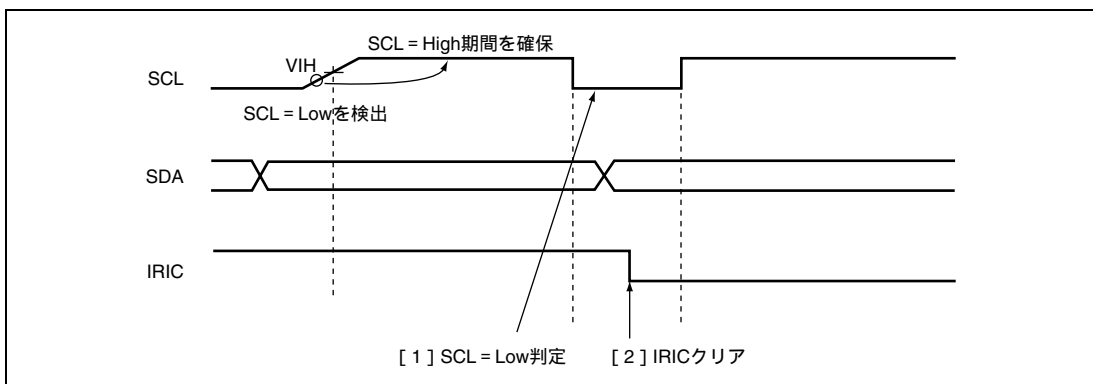 SCL = High期間を確保
VIH
SCL
SCL = Lowを検出
SDA
IRIC
[ 1 ] SCL = Low判定
[ 2 ] IRICクリア